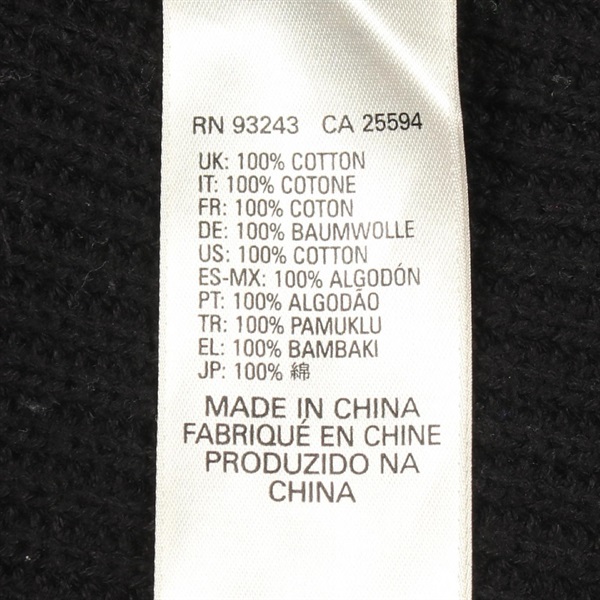 RN 93243 CA 25594
UK: 100% COTTON
IT: 100% COTONE
FR: 100% COTON
DE: 100% BAUMWOLLE
US: 100% COTTON
ES-MX: 100% ALGODÓN
PT: 100% ALGODÃO
TR: 100% PAMUKLU
EL: 100% BAMBAKI
JP: 100% 綿
MADE IN CHINA
FABRIQUÉ EN CHINE
PRODUZIDO NA
CHINA